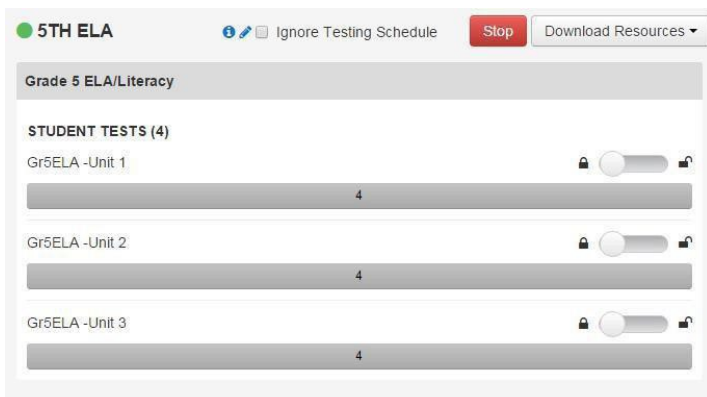 5TH ELA Ignore Testing Schedule Stop Download Resources
Grade 5 ELA/Literacy
STUDENT TESTS (4)
Gr5ELA -Unit 1
4
Gr5ELA -Unit 2
4
Gr5ELA -Unit 3
4